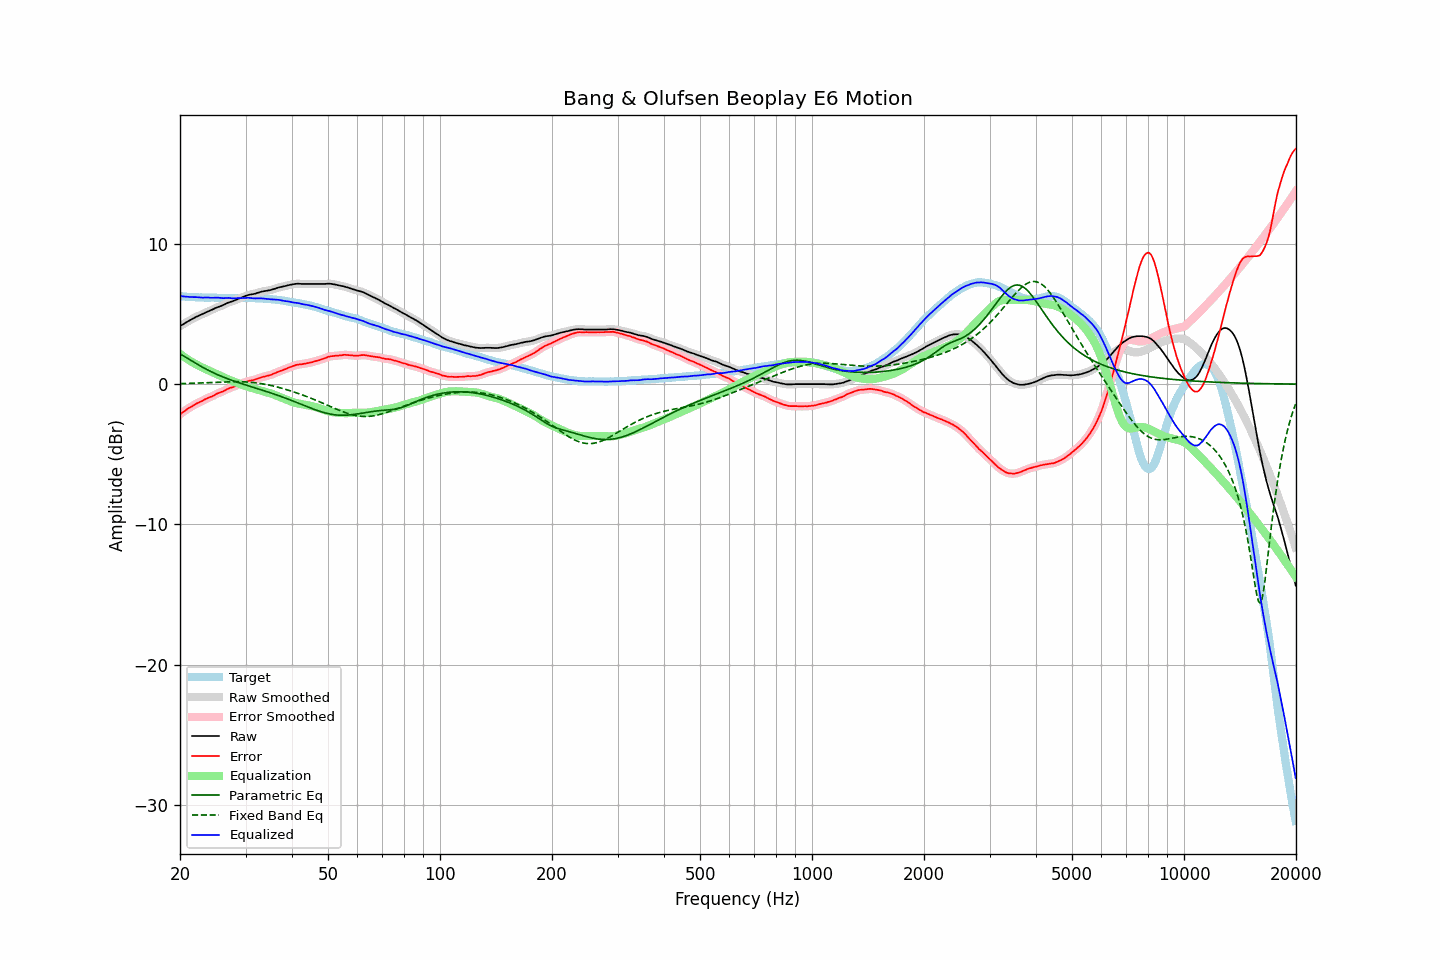 Bang & Olufsen Beoplay E6 Motion
Amplitude (dBr)
10
0
−10
−20
−30
Target
Raw Smoothed
Error Smoothed
Raw
Error
Equalization
Parametric Eq
Fixed Band Eq
Equalized
20 50 100 200 500 1000 2000 5000 10000 20000
Frequency (Hz)